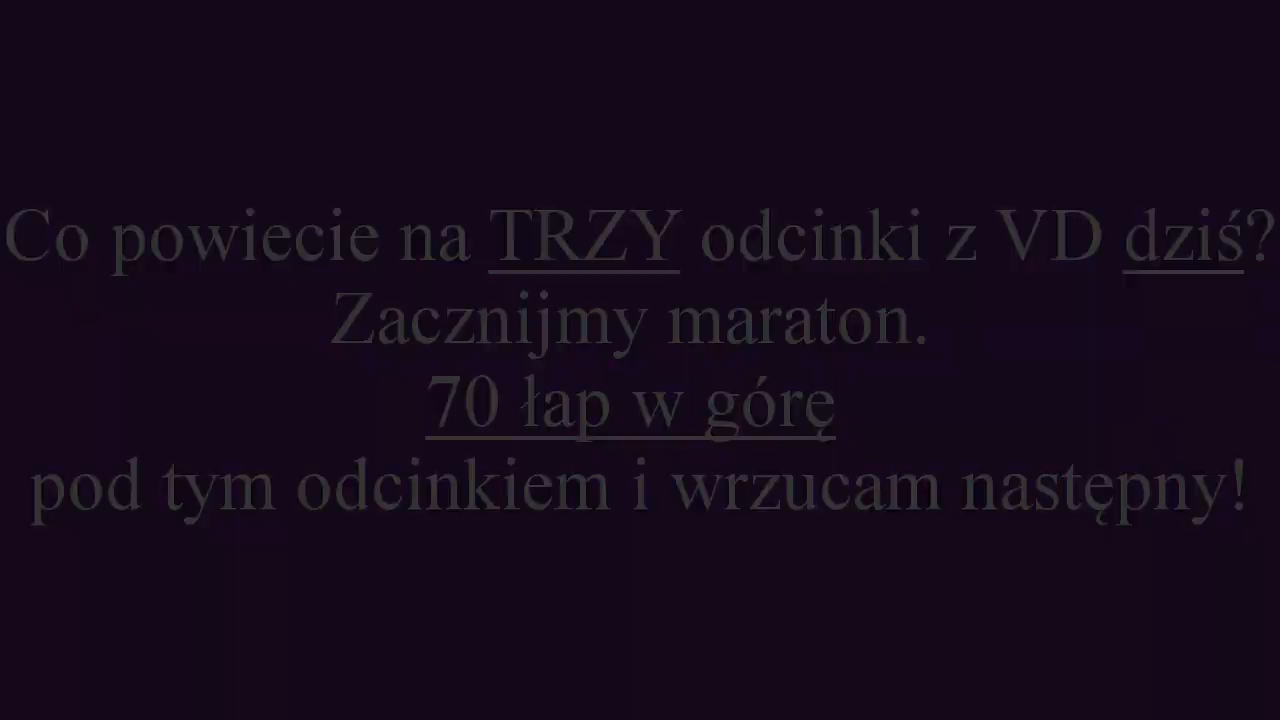 Co powiecie na TRZY odcinki z VD dziś?
Zacznijmy maraton.
70 łap w górę
pod tym odcinkiem i wrzucam następny!